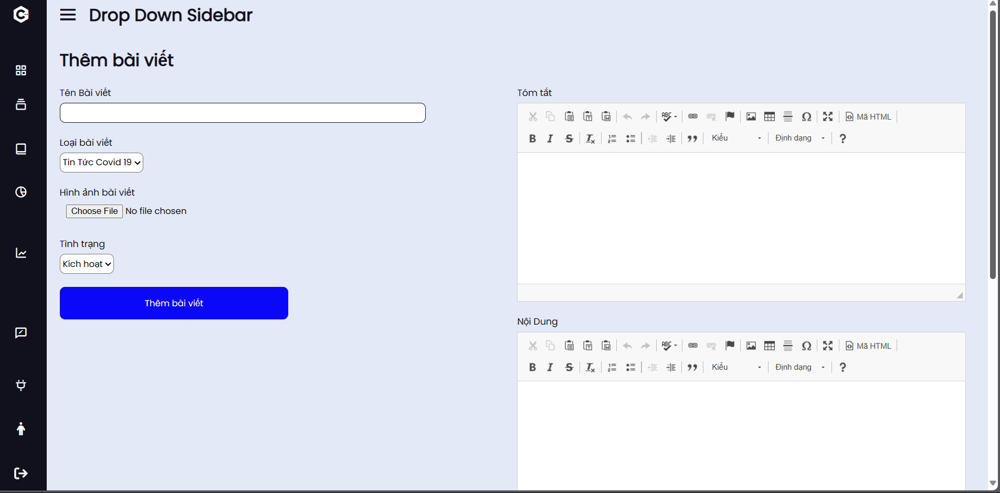 Drop Down Sidebar
Thêm bài viết
Tên Bài viết
Loại bài viết
Tin Tức Covid 19
Hình ảnh bài viết
Choose File No file chosen
Tình trạng
Kích hoạt
Thêm bài viết
Tóm tắt
Mã HTML
Kiểu Định dạng ?
Nội Dung
Mã HTML
Kiểu Định dạng ?